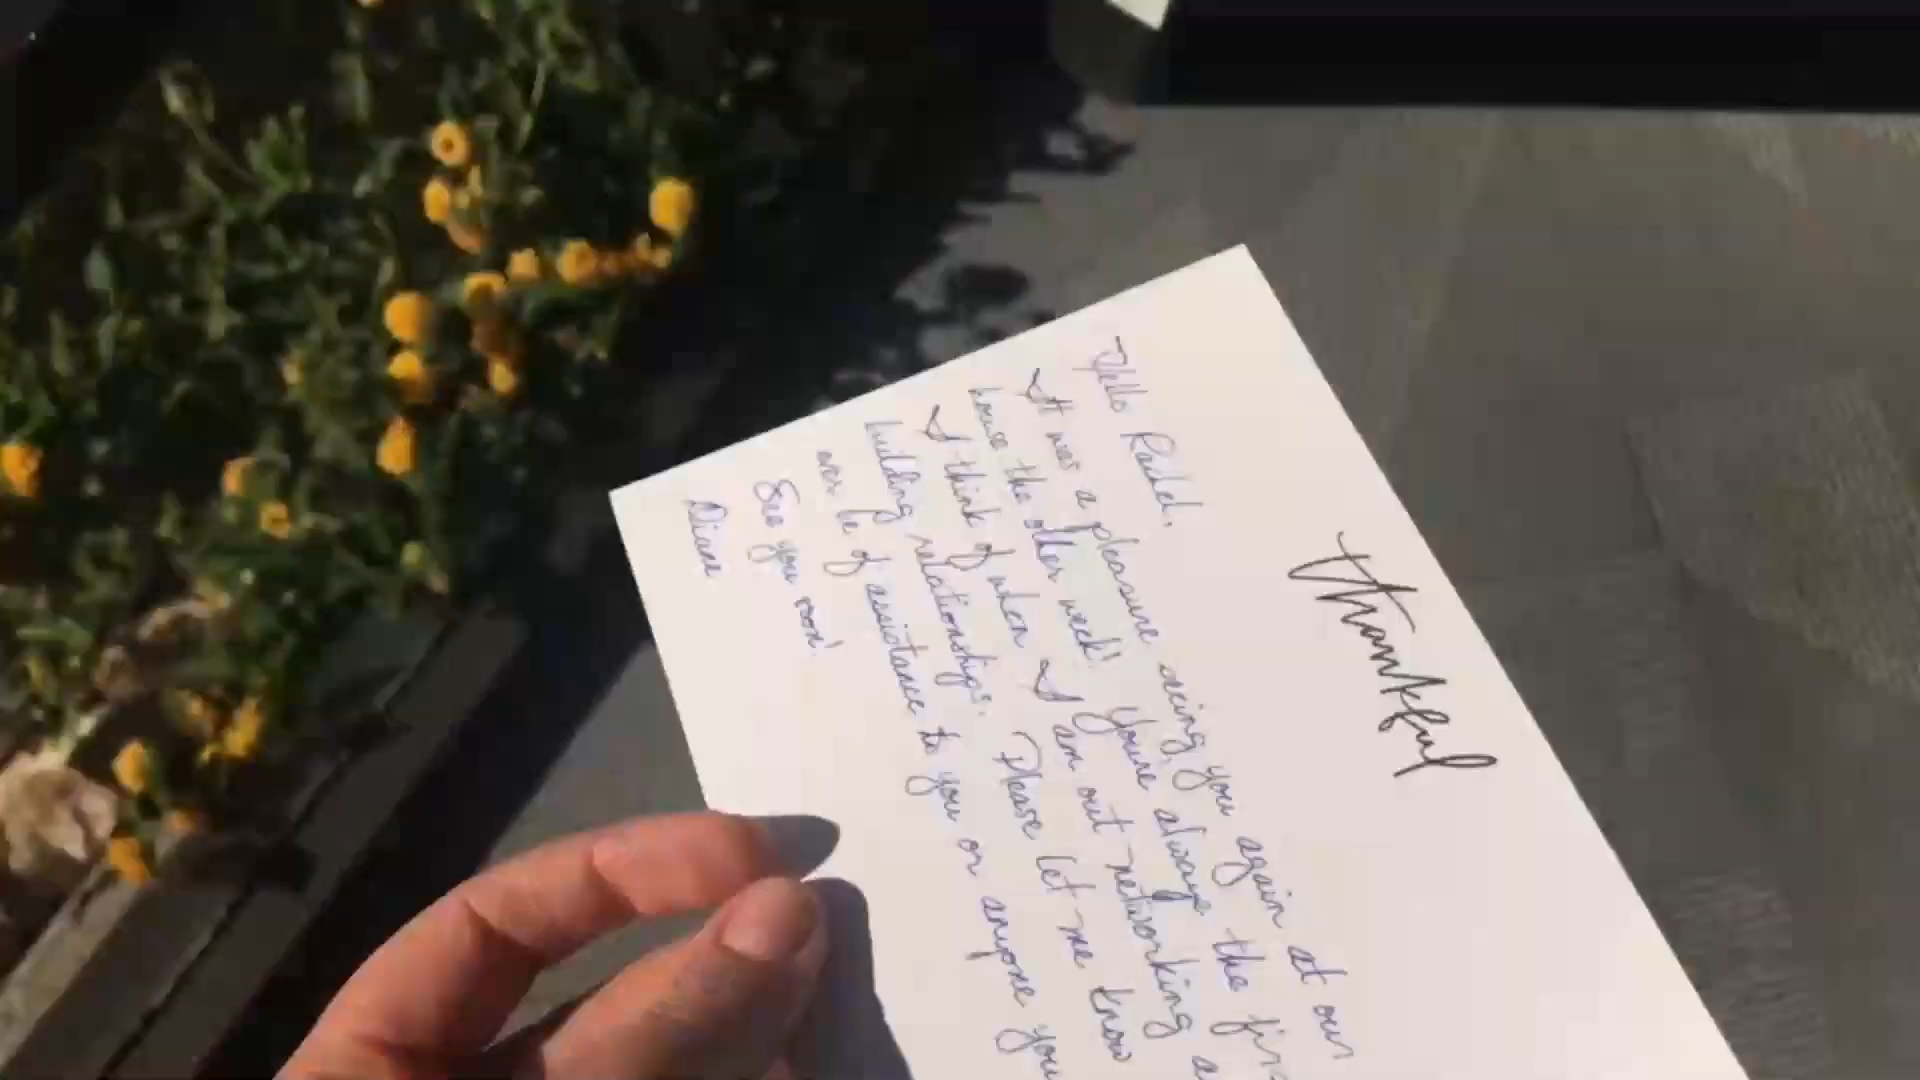 thankful
Hello Rachel,
It was a pleasure seeing you again at our
house the other week! You're always the
I think of when I am out networking
building relationships. Please let me know
ever be of assistance to you or anyone you
See you soon!
Diane